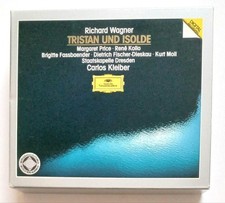 Richard Wagner
TRISTAN UND ISOLDE
Margaret Price · René Kollo
Brigitte Fassbaender · Dietrich Fischer-Dieskau · Kurt Moll
Staatskapelle Dresden
Carlos Kleiber